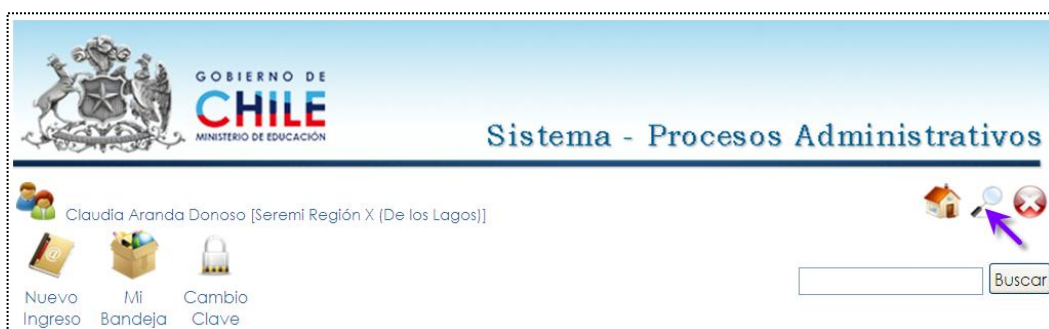 GOBIERNO DE
CHILE
MINISTERIO DE EDUCACIÓN
Sistema - Procesos Administrativos
Claudia Aranda Donoso [Seremi Región X (De los Lagos)]
Buscar
Nuevo Ingreso
Mi Bandeja
Cambio Clave